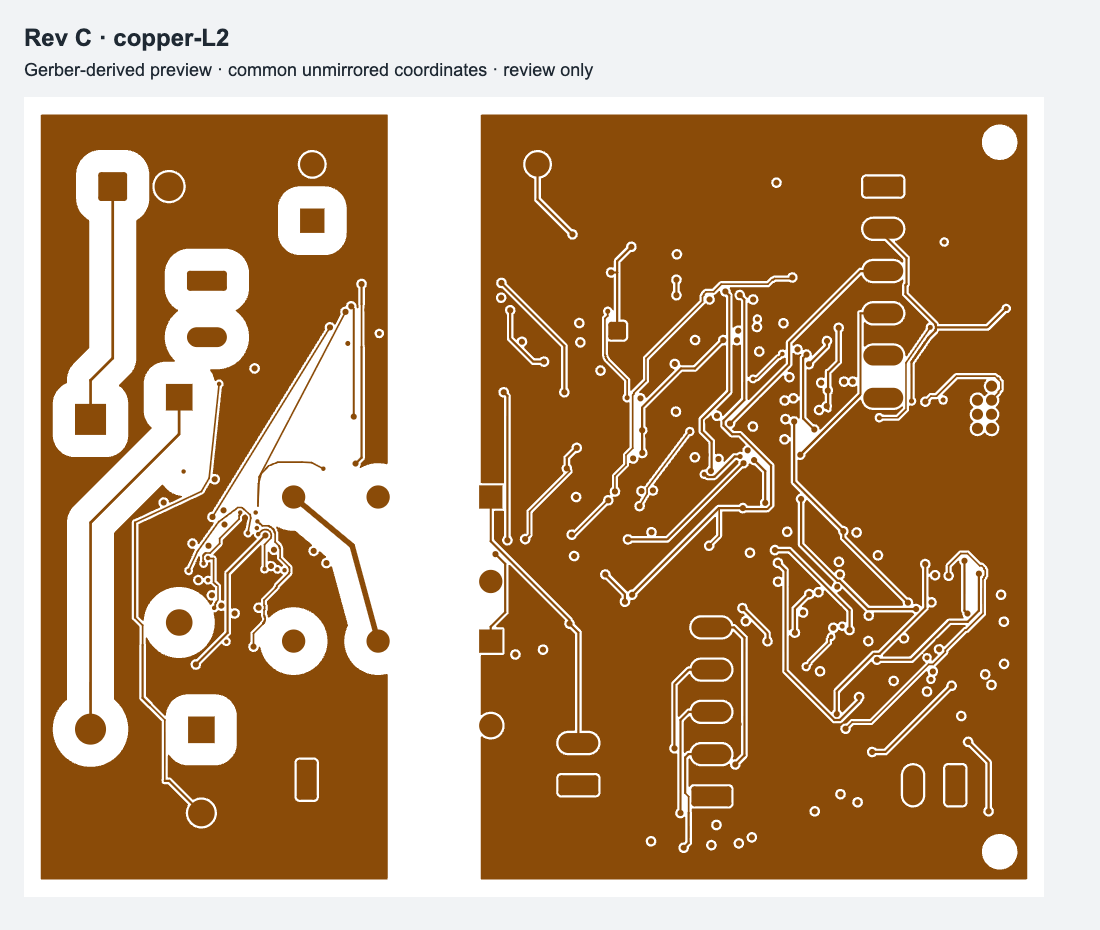 Rev C · copper-L2
Gerber-derived preview · common unmirrored coordinates · review only